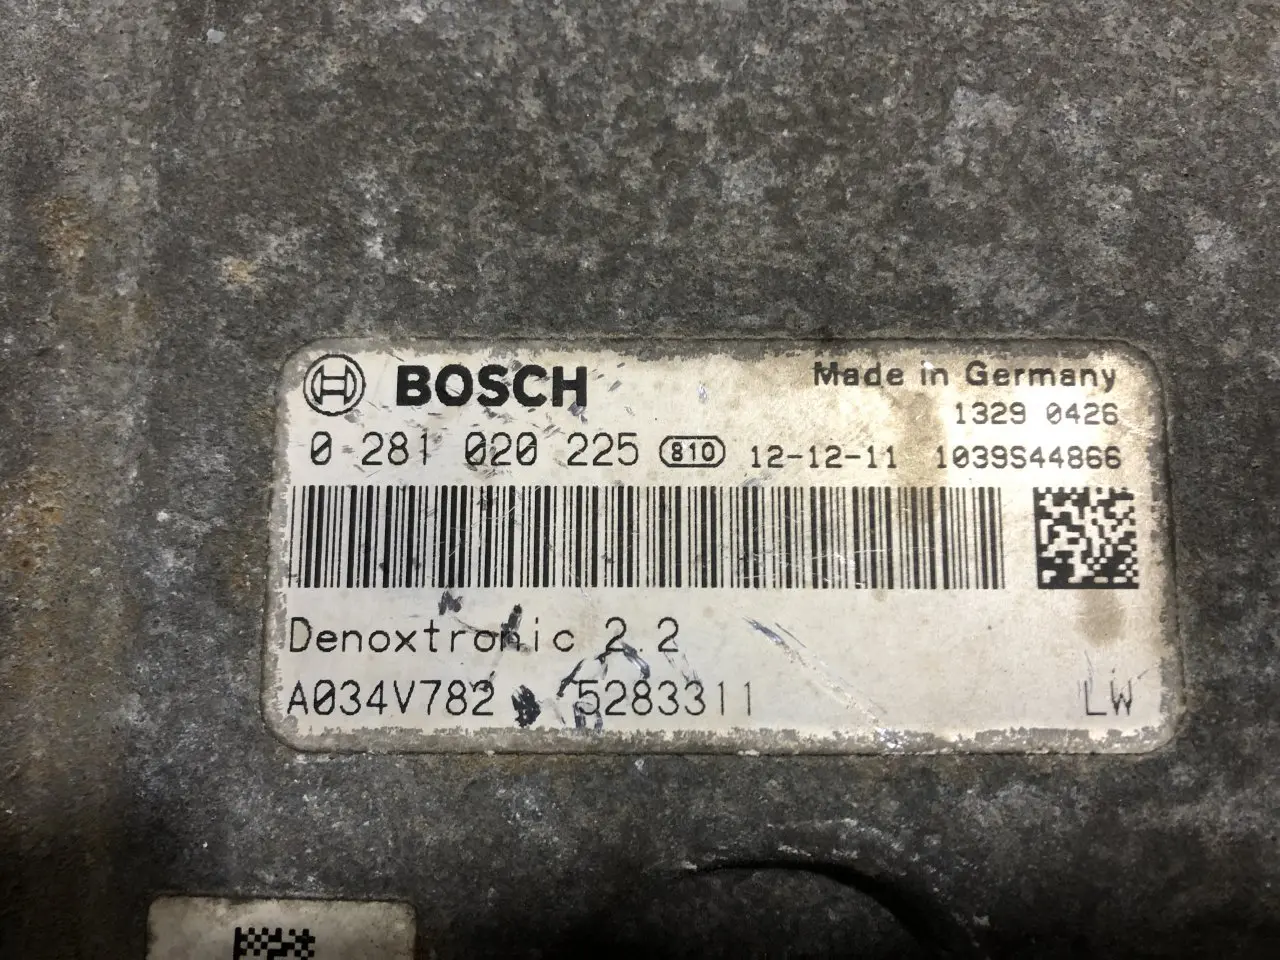 BOSCH
Made in Germany
1329 0426
0 281 020 225 810 12-12-11 1039S44866
Denoxtronic 2.2
A034V782 5283311 LW